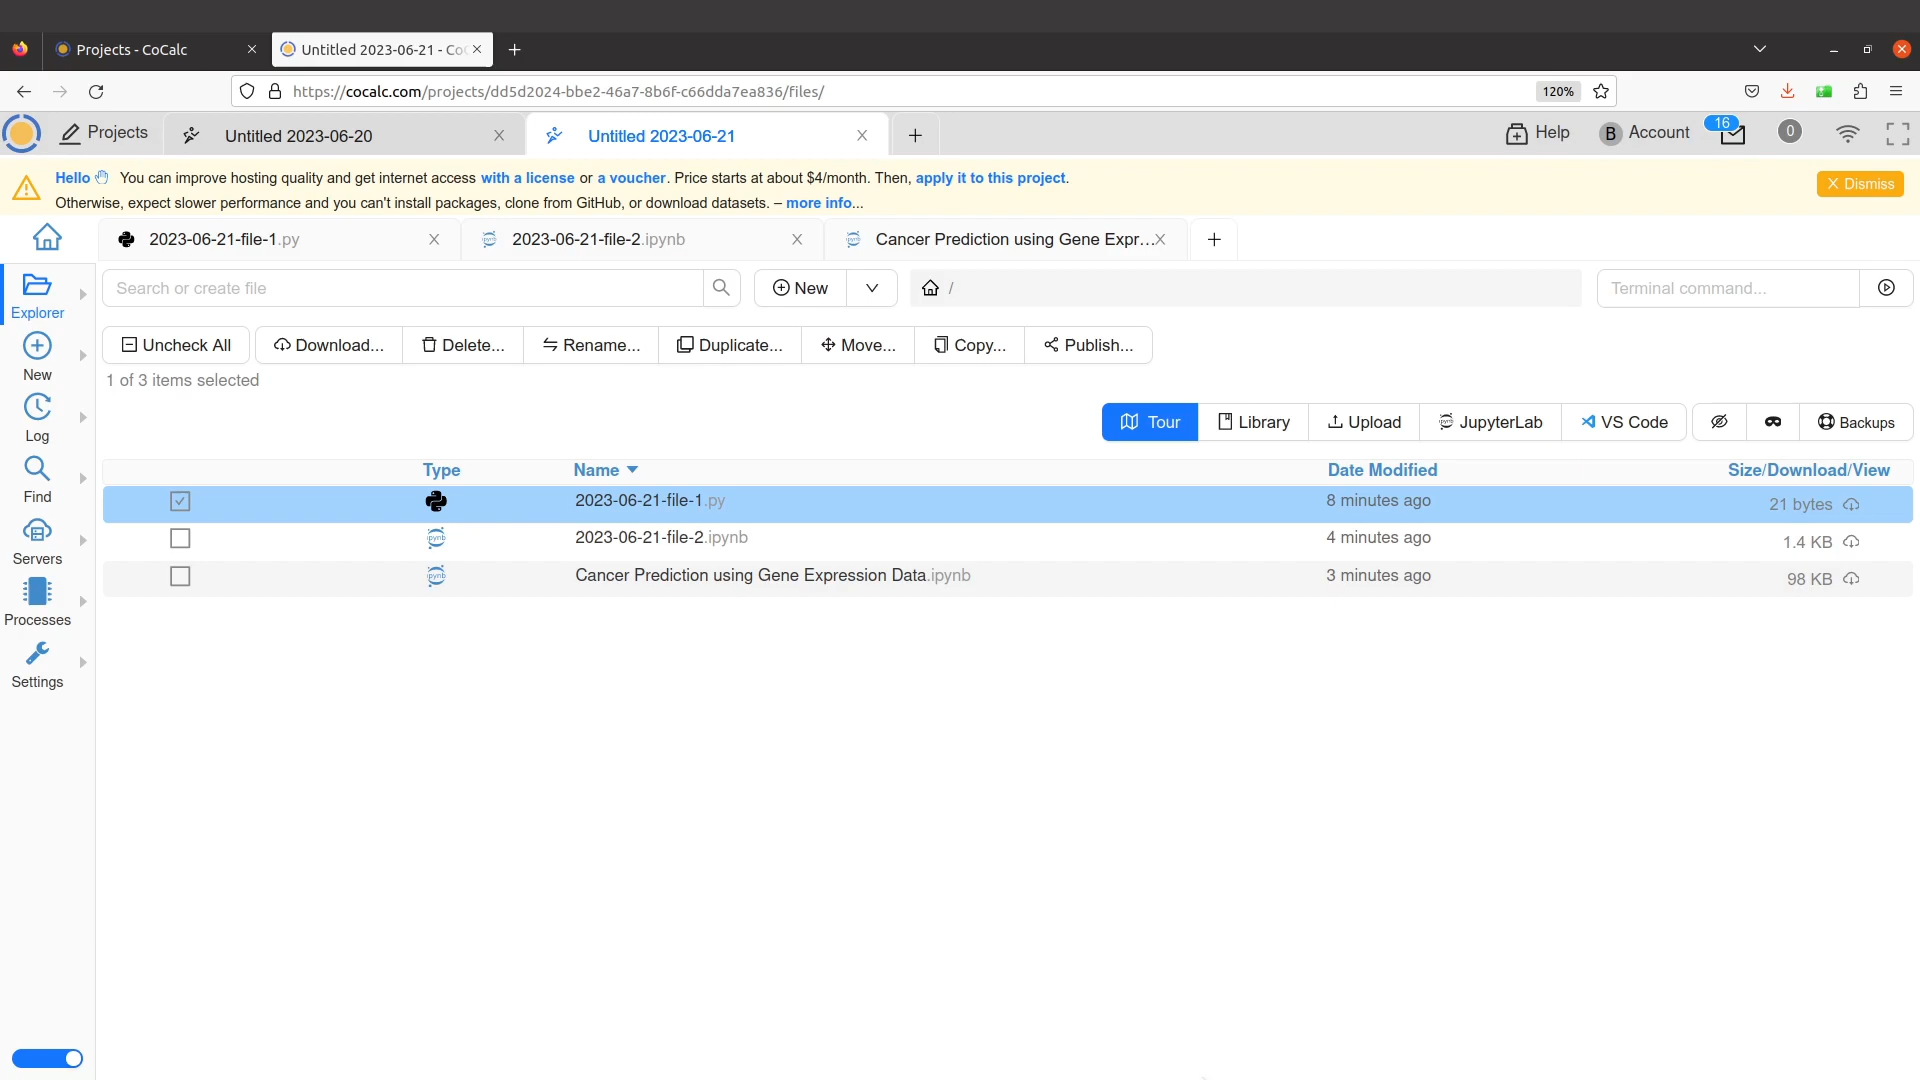 Projects - CoCalc
Untitled 2023-06-21 - CoC
https://cocalc.com/projects/dd5d2024-bbe2-46a7-8b6f-c66dda7ea836/files/
120%
Projects
Untitled 2023-06-20
Untitled 2023-06-21
Help
B Account
16
0
Hello You can improve hosting quality and get internet access with a license or a voucher. Price starts at about $4/month. Then, apply it to this project.
Otherwise, expect slower performance and you can't install packages, clone from GitHub, or download datasets. – more info...
Dismiss
2023-06-21-file-1.py
2023-06-21-file-2.ipynb
Cancer Prediction using Gene Expr...
Search or create file
New
/
Terminal command...
Explorer
New
Log
Find
Servers
Processes
Settings
Uncheck All
Download...
Delete...
Rename...
Duplicate...
Move...
Copy...
Publish...
1 of 3 items selected
Tour
Library
Upload
JupyterLab
VS Code
Backups
Type Name Date Modified Size/Download/View
2023-06-21-file-1.py 8 minutes ago 21 bytes
2023-06-21-file-2.ipynb 4 minutes ago 1.4 KB
Cancer Prediction using Gene Expression Data.ipynb 3 minutes ago 98 KB